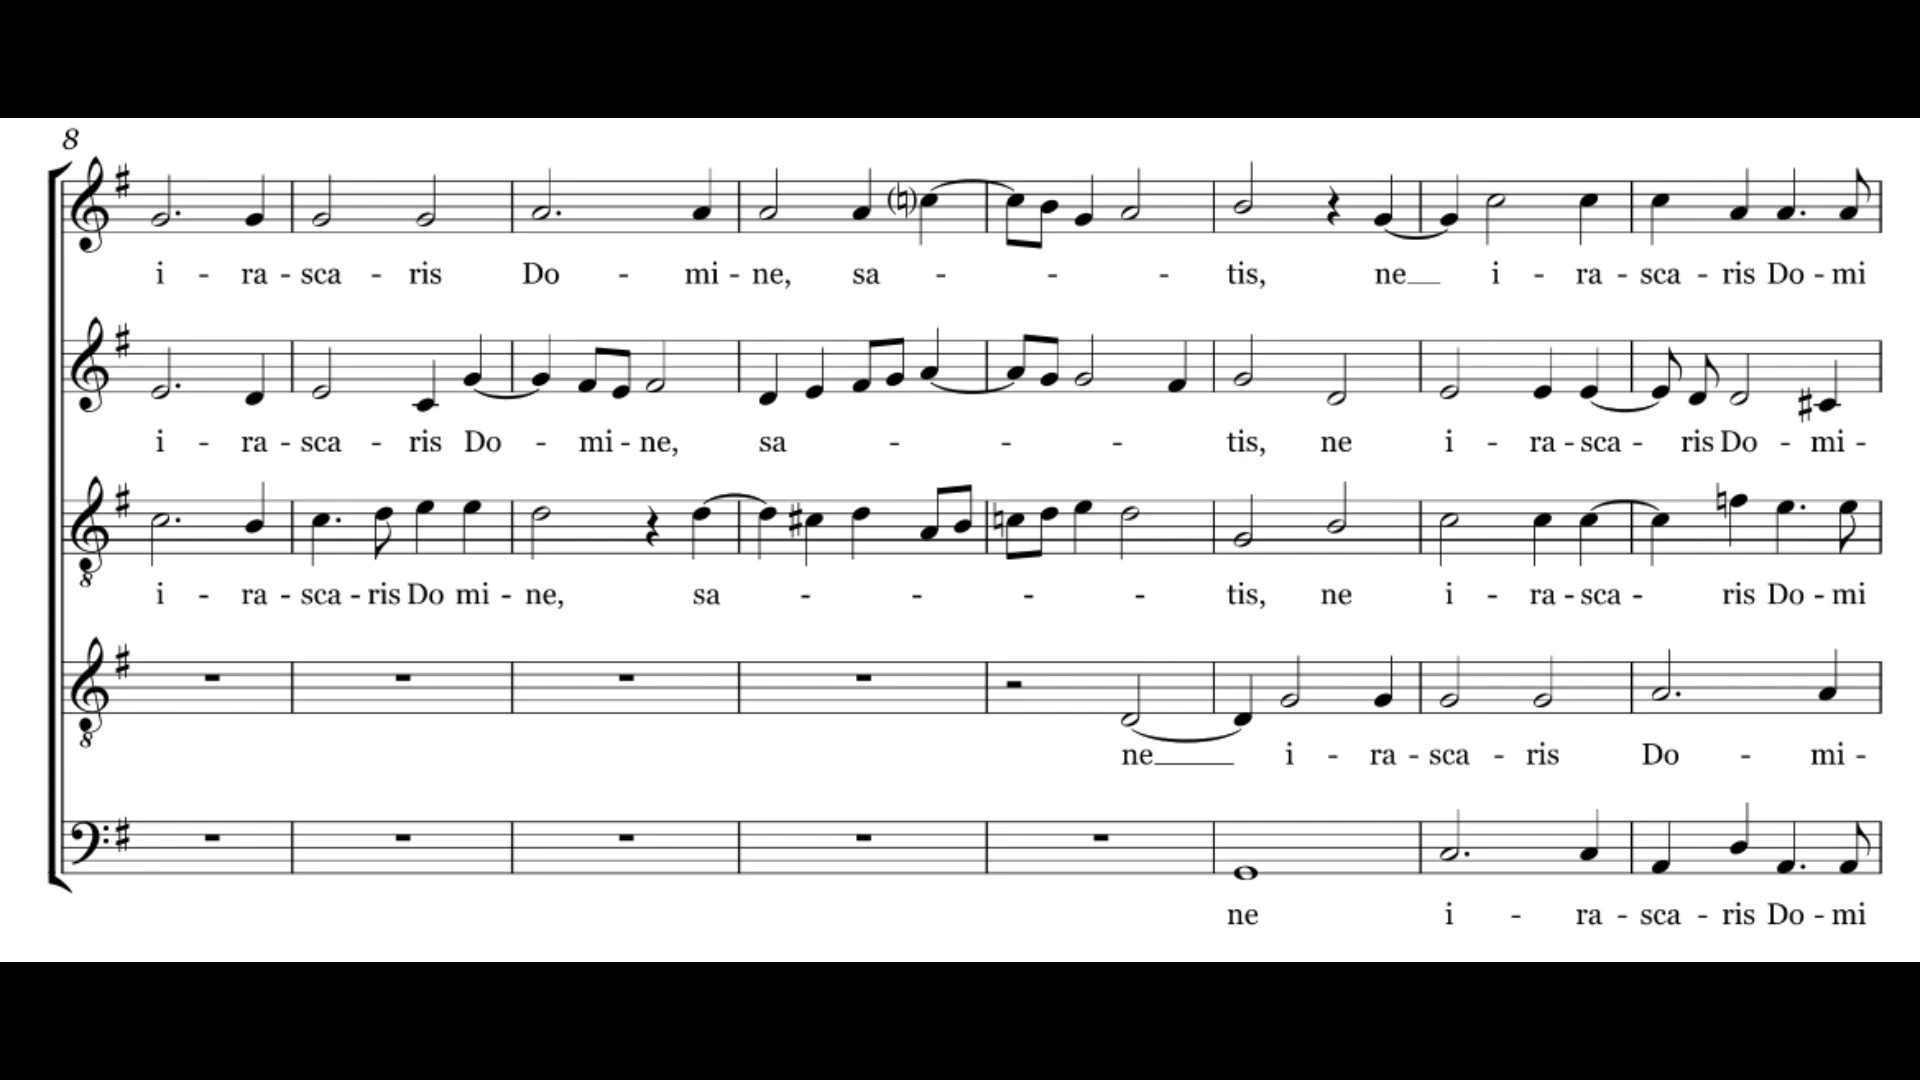 8
i - ra - sca - ris Do - mi - ne, sa - - - tis, ne i - ra - sca - ris Do - mi
i - ra - sca - ris Do - mi - ne, sa - - - tis, ne i - ra - sca - ris Do - mi -
8
i - ra - sca - ris Do mi - ne, sa - - - - tis, ne i - ra - sca - ris Do - mi
8
ne i - ra - sca - ris Do - mi -
ne i - ra - sca - ris Do - mi